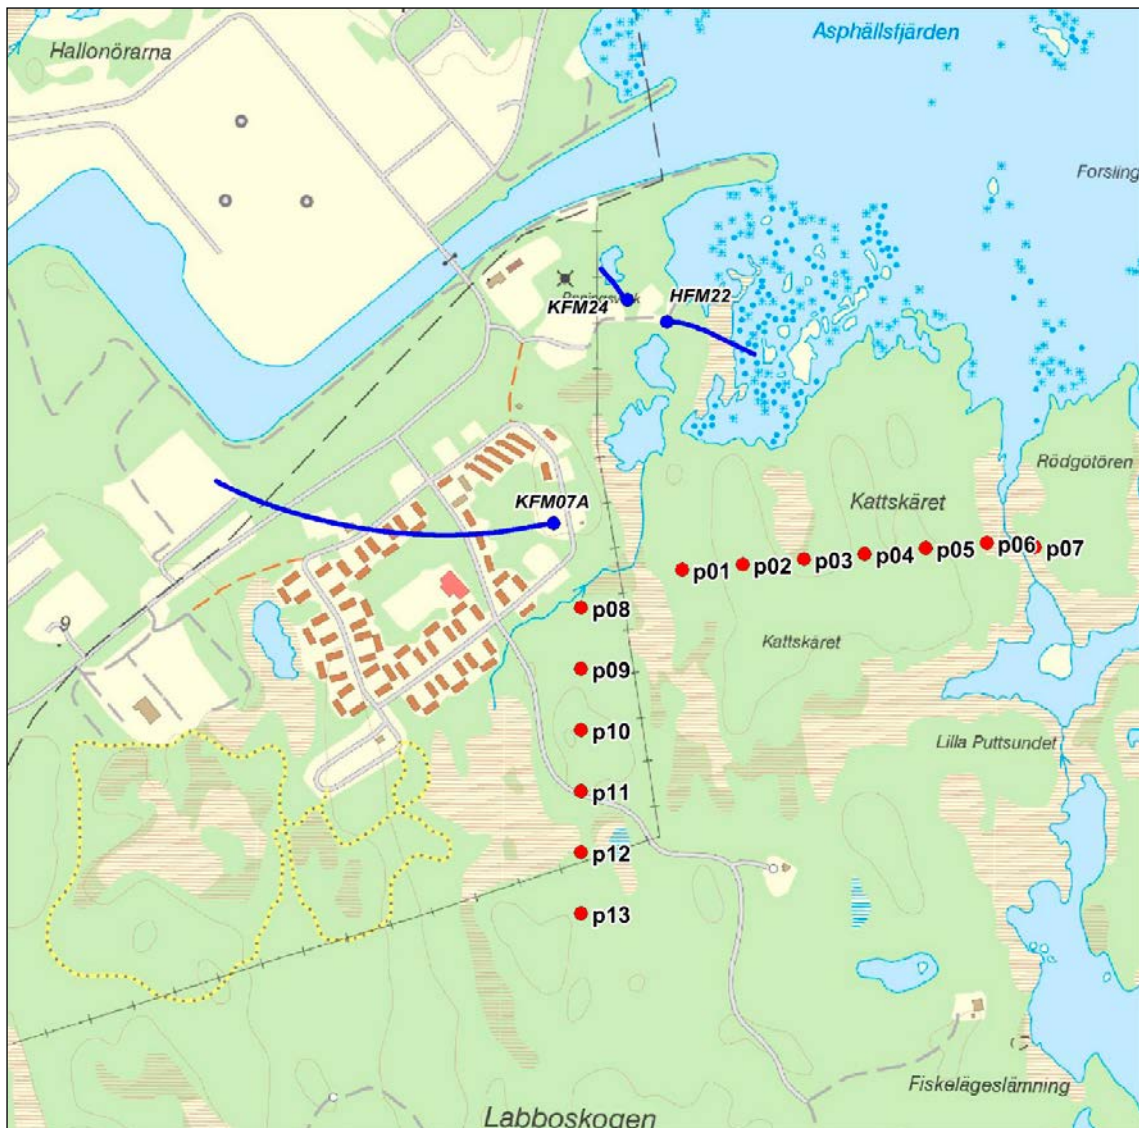 Asphällsfjärden
Hallonörarna
Forsling
HFM22
KFM24
Rödgötören
Kattskäret
KFM07A
p01
p02
p03
p04
p05
p06
p07
p08
9
Kattskäret
p09
p10
Lilla Puttsundet
p11
p12
p13
Fiskelägeslämning
Labboskogen